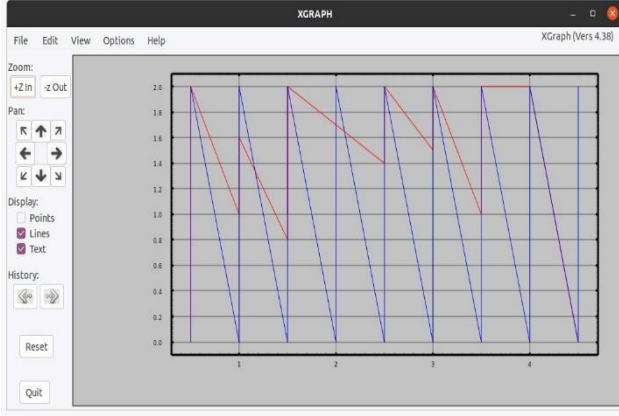 XGRAPH
File Edit View Options Help
XGraph (Vers 4.38)
Zoom:
+Z In -z Out
Pan:
Display:
Points
Lines
Text
History:
Reset
Quit
2.0
1.8
1.6
1.4
1.2
1.0
0.8
0.6
0.4
0.2
0.0
1 2 3 4